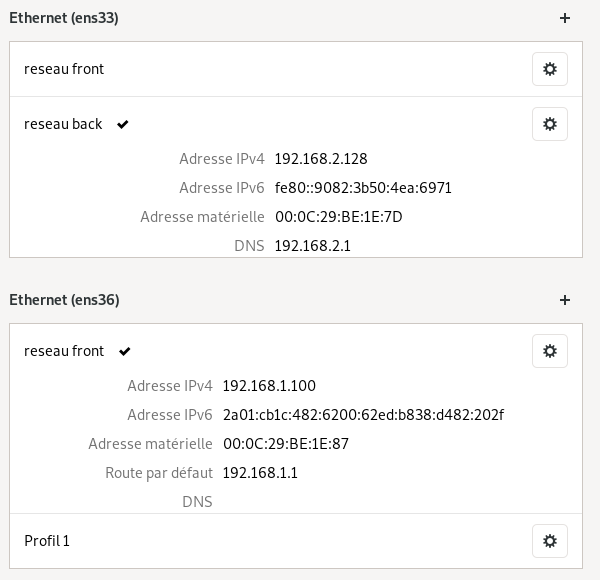 Ethernet (ens33)
reseau front
reseau back
Adresse IPv4 192.168.2.128
Adresse IPv6 fe80::9082:3b50:4ea:6971
Adresse matérielle 00:0C:29:BE:1E:7D
DNS 192.168.2.1
Ethernet (ens36)
reseau front
Adresse IPv4 192.168.1.100
Adresse IPv6 2a01:cb1c:482:6200:62ed:b838:d482:202f
Adresse matérielle 00:0C:29:BE:1E:87
Route par défaut 192.168.1.1
DNS
Profil 1